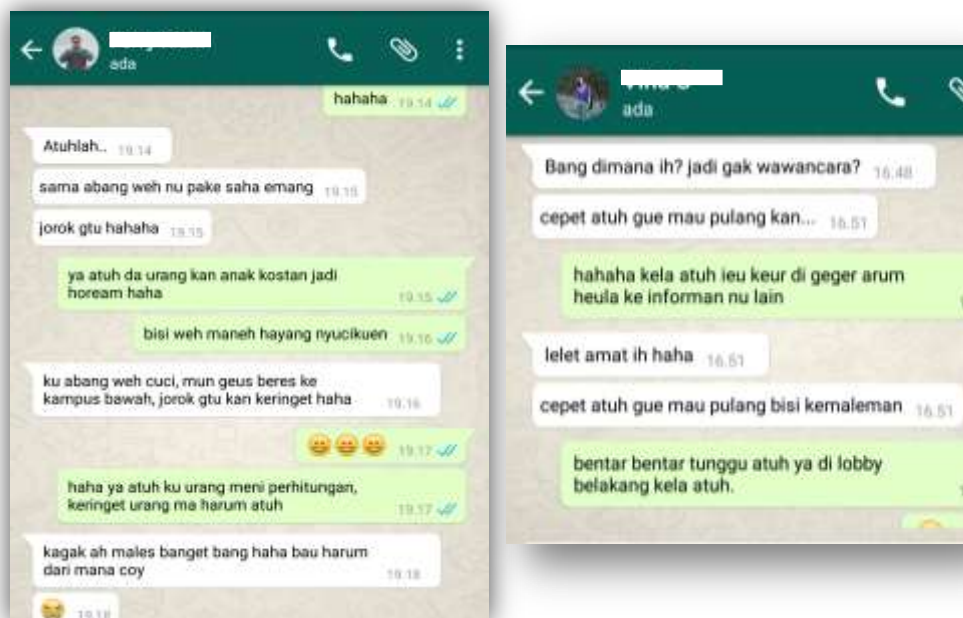 ada
hahaha 19.14
Atuhlah.. 19.14
sama abang weh nu pake saha emang 19.15
jorok gtu hahaha 19.15
ya atuh da urang kan anak kostan jadi
hoream haha 19.15
bisi weh maneh hayang nyucikuen 19.16
ku abang weh cuci, mun geus beres ke
kampus bawah, jorok gtu kan keringet haha 19.16
19.17
haha ya atuh ku urang meni perhitungan,
keringet urang ma harum atuh 19.17
kagak ah males banget bang haha bau harum
dari mana coy 19.18
19.18
ada
Bang dimana ih? jadi gak wawancara? 16.48
cepet atuh gue mau pulang kan... 16.51
hahaha kela atuh ieu keur di geger arum
heula ke informan nu lain
lelet amat ih haha 16.51
cepet atuh gue mau pulang bisi kemaleman 16.51
bentar bentar tunggu atuh ya di lobby
belakang kela atuh.